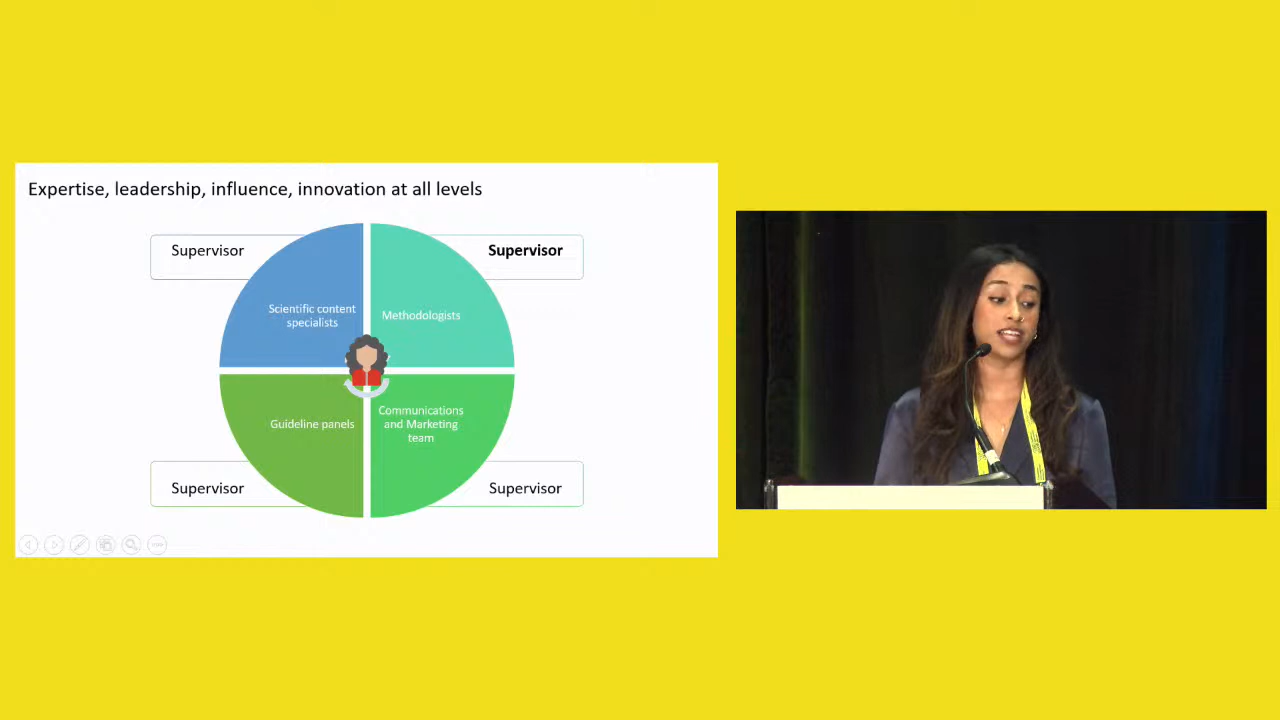 Expertise, leadership, influence, innovation at all levels
Supervisor
Supervisor
Scientific content
specialists
Methodologists
Guideline panels
Communications
and Marketing
team
Supervisor
Supervisor